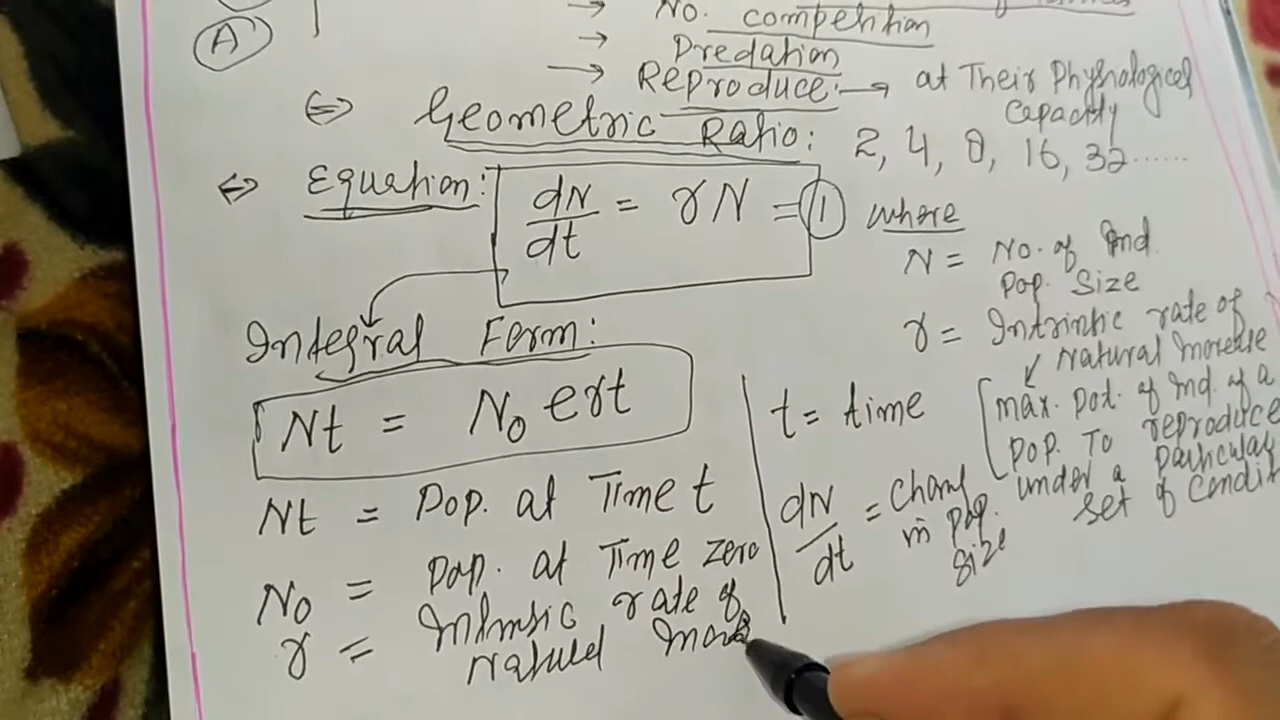 → No. competition
(A)
→ Predation
→ Reproduce: → at Their Physiological Capacity
⇔ Geometric Ratio: 2, 4, 8, 16, 32......
⇔ Equation: dN/dt = rN = (1)
where
N = No. of Ind.
Pop. Size
r = Intrinsic rate of
Natural Increase
[max. pot. of Ind. of a
pop. To reproduce
under a particular
set of Condit
Integral Form:
Nt = N₀ ert
t = time
dN/dt = Chang
in pop.
size
Nt = Pop. at Time t
N₀ = Pop. at Time zero
r = Intrinsic rate of
Natural